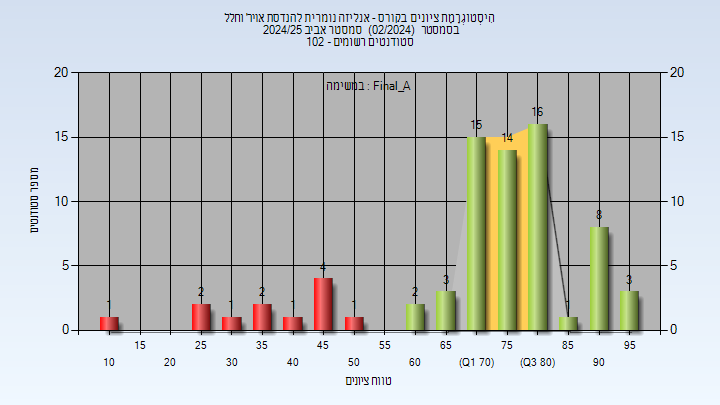 היסטוגרמת ציונים בקורס - אנליזה נומרית להנדסת אויר וחלל
בסמסטר (02/2024) סמסטר אביב 2024/25
סטודנטים רשומים - 102
במשימה : Final_A
20 20
15 15
10 10
5 5
0 0
מספר סטודנטים
1 2 1 2 1 4 1 2 3 15 14 16 1 8 3
15 25 35 45 55 65 75 85 95
10 20 30 40 50 60 (Q1 70) (Q3 80) 90
טווח ציונים